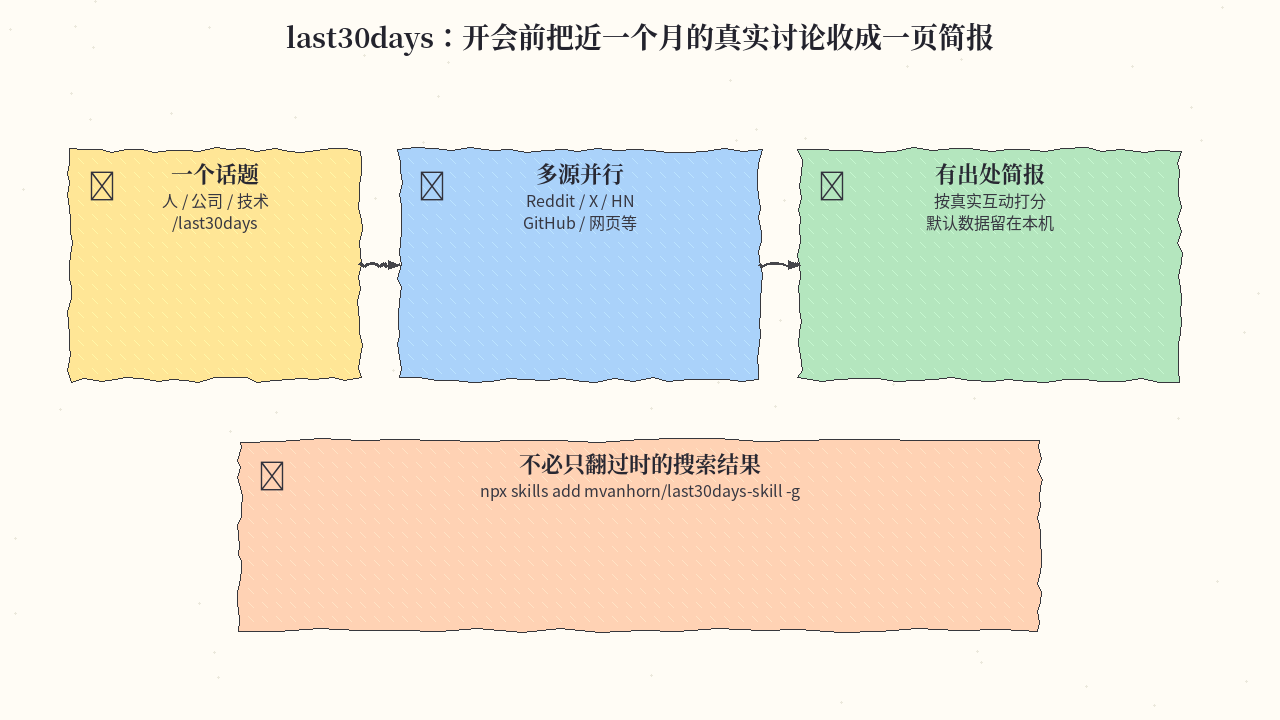 last30days：开会前把近一个月的真实讨论收成一页简报
一个话题
人 / 公司 / 技术
/last30days
多源并行
Reddit / X / HN
GitHub / 网页等
有出处简报
按真实互动打分
默认数据留在本机
不必只翻过时的搜索结果
npx skills add mvanhorn/last30days-skill -g